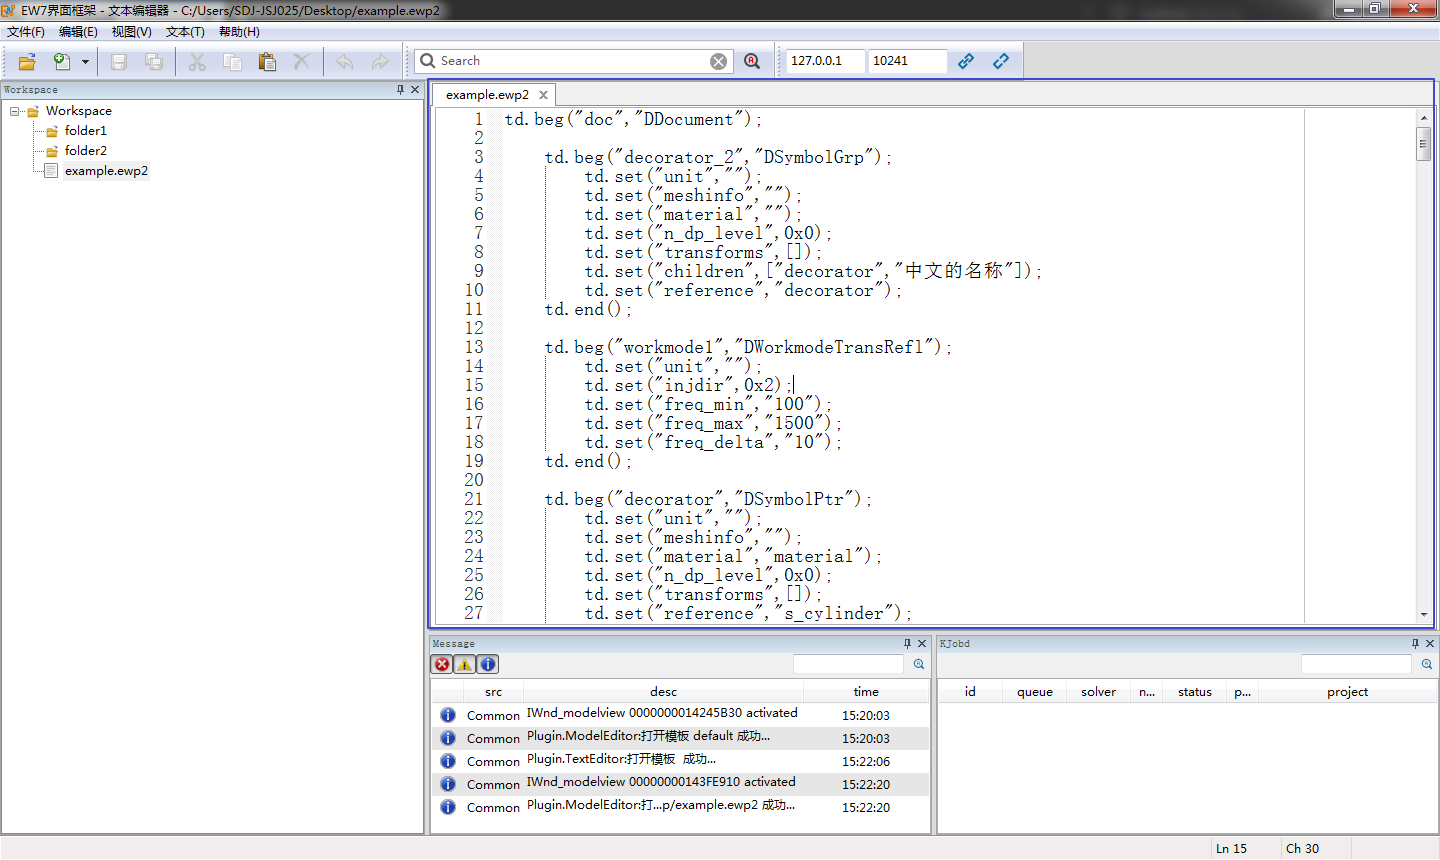 EW7界面框架 - 文本编辑器 - C:/Users/SDJ-JSJ025/Desktop/example.ewp2
文件(F) 编辑(E) 视图(V) 文本(T) 帮助(H)
Search 127.0.0.1 10241
Workspace
Workspace
folder1
folder2
example.ewp2
example.ewp2
1 td.beg("doc","DDocument");
2
3 td.beg("decorator_2","DSymbolGrp");
4 td.set("unit","");
5 td.set("meshinfo","");
6 td.set("material","");
7 td.set("n_dp_level",0x0);
8 td.set("transforms",[]);
9 td.set("children",["decorator","中文的名称"]);
10 td.set("reference","decorator");
11 td.end();
12
13 td.beg("workmode1","DWorkmodeTransRefl");
14 td.set("unit","");
15 td.set("injdir",0x2);
16 td.set("freq_min","100");
17 td.set("freq_max","1500");
18 td.set("freq_delta","10");
19 td.end();
20
21 td.beg("decorator","DSymbolPtr");
22 td.set("unit","");
23 td.set("meshinfo","");
24 td.set("material","material");
25 td.set("n_dp_level",0x0);
26 td.set("transforms",[]);
27 td.set("reference","s_cylinder");
Message
src desc time
Common IWnd_modelview 0000000014245B30 activated 15:20:03
Common Plugin.ModelEditor:打开模板 default 成功... 15:20:03
Common Plugin.TextEditor:打开模板 成功... 15:22:06
Common IWnd_modelview 00000000143FE910 activated 15:22:20
Common Plugin.ModelEditor:打...p/example.ewp2 成功... 15:22:20
KJobd
id queue solver n... status p... project
Ln 15 Ch 30